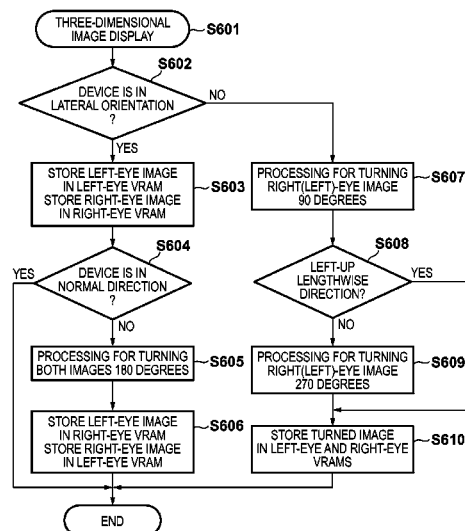 THREE-DIMENSIONAL
IMAGE DISPLAY
S601
S602
DEVICE IS IN
LATERAL ORIENTATION
?
NO
YES
STORE LEFT-EYE IMAGE
IN LEFT-EYE VRAM
STORE RIGHT-EYE IMAGE
IN RIGHT-EYE VRAM
S603
PROCESSING FOR TURNING
RIGHT(LEFT)-EYE IMAGE
90 DEGREES
S607
S604
YES
DEVICE IS IN
NORMAL DIRECTION
?
NO
S608
LEFT-UP
LENGTHWISE
DIRECTION?
YES
NO
PROCESSING FOR TURNING
BOTH IMAGES 180 DEGREES
S605
PROCESSING FOR TURNING
RIGHT(LEFT)-EYE IMAGE
270 DEGREES
S609
STORE LEFT-EYE IMAGE
IN RIGHT-EYE VRAM
STORE RIGHT-EYE IMAGE
IN LEFT-EYE VRAM
S606
STORE TURNED IMAGE
IN LEFT-EYE AND RIGHT-EYE
VRAMS
S610
END